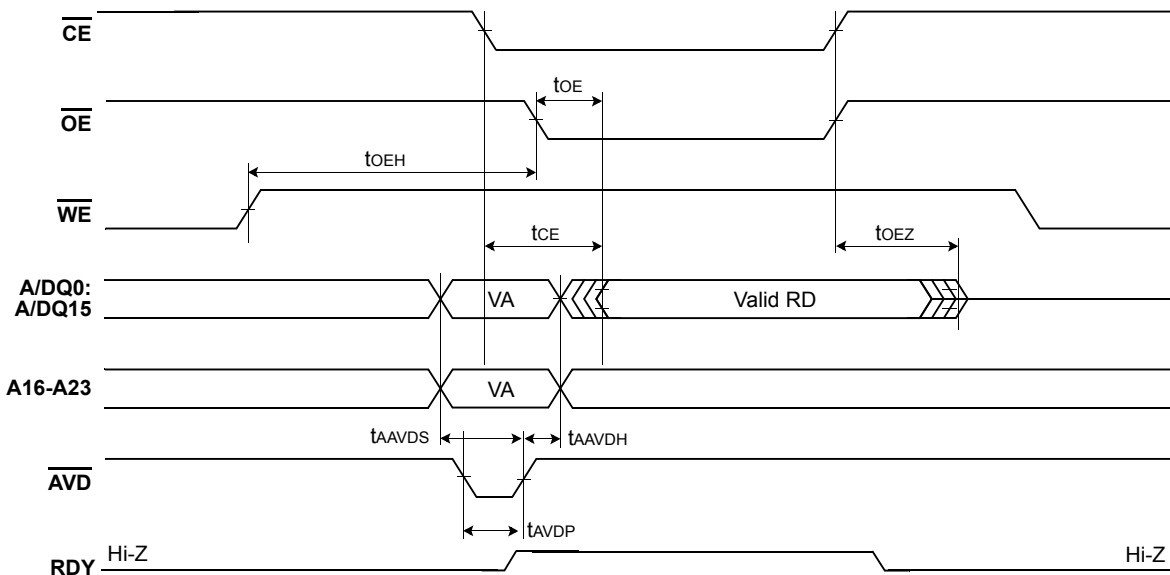 CE
tOE
OE
tOEH
WE
tCE
tOEZ
A/DQ0:
A/DQ15
VA
Valid RD
A16-A23
VA
tAAVDS
tAAVDH
AVD
tAVDP
RDY
Hi-Z
Hi-Z